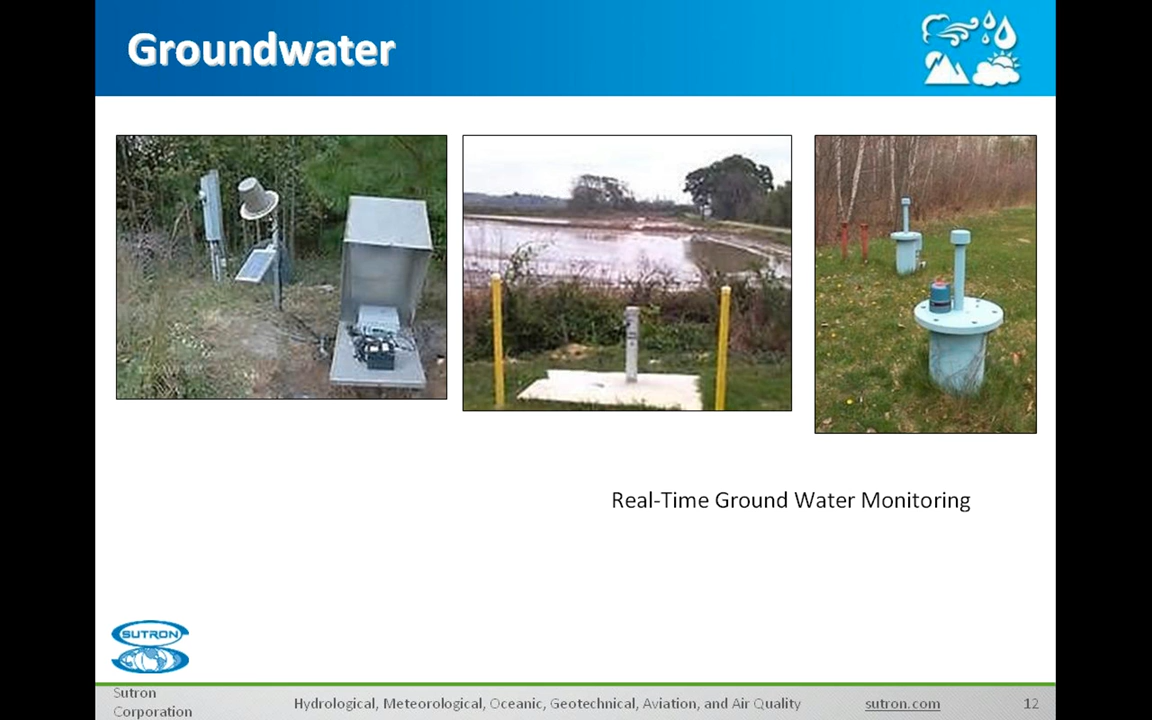 Groundwater
Real-Time Ground Water Monitoring
SUTRON
Sutron
Corporation
Hydrological, Meteorological, Oceanic, Geotechnical, Aviation, and Air Quality
sutron.com
12